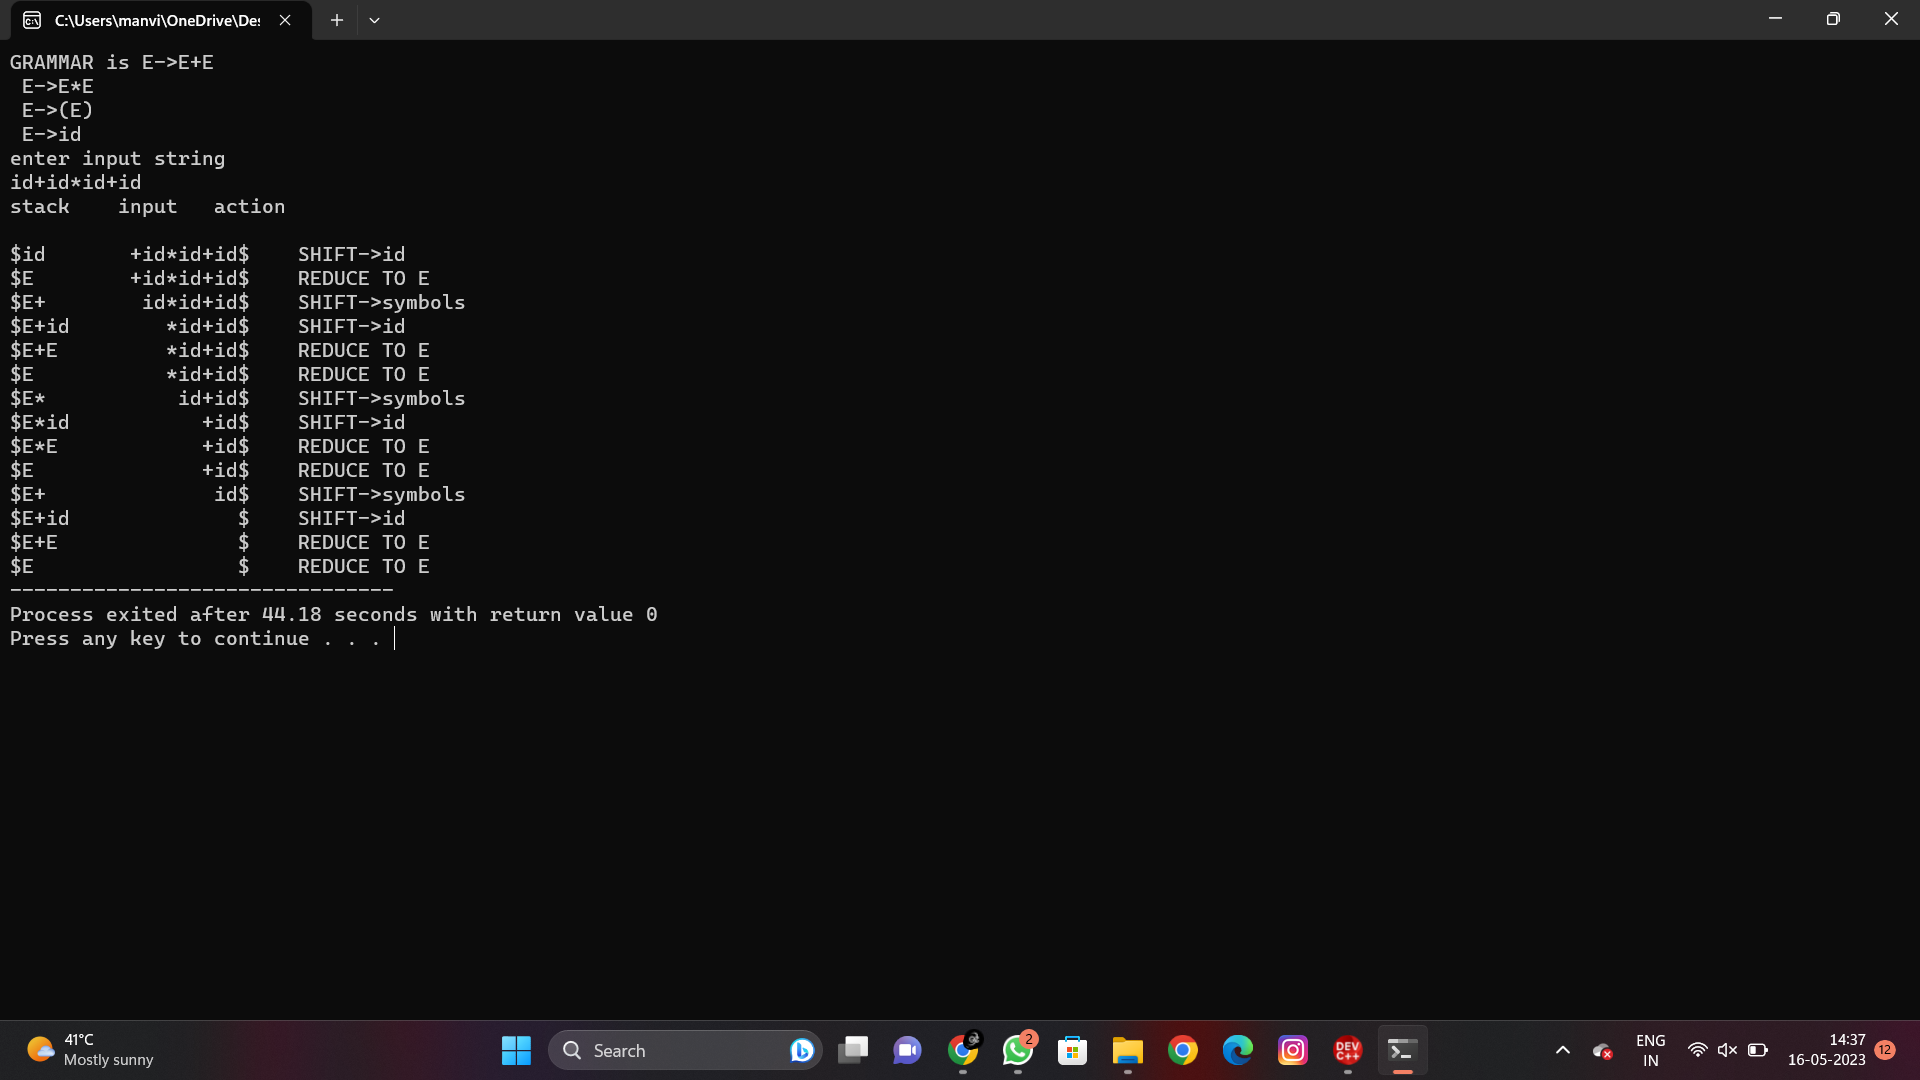 C:\Users\manvi\OneDrive\Des
GRAMMAR is E->E+E
 E->E*E
 E->(E)
 E->id
enter input string
id+id*id+id
stack    input   action
$id       +id*id+id$    SHIFT->id
$E        +id*id+id$    REDUCE TO E
$E+        id*id+id$    SHIFT->symbols
$E+id        *id+id$    SHIFT->id
$E+E         *id+id$    REDUCE TO E
$E           *id+id$    REDUCE TO E
$E*           id+id$    SHIFT->symbols
$E*id           +id$    SHIFT->id
$E*E            +id$    REDUCE TO E
$E              +id$    REDUCE TO E
$E+              id$    SHIFT->symbols
$E+id              $    SHIFT->id
$E+E               $    REDUCE TO E
$E                 $    REDUCE TO E
--------------------------------
Process exited after 44.18 seconds with return value 0
Press any key to continue . . .
41°C
Mostly sunny
Search
2
DEV
C++
ENG
IN
14:37
16-05-2023
12